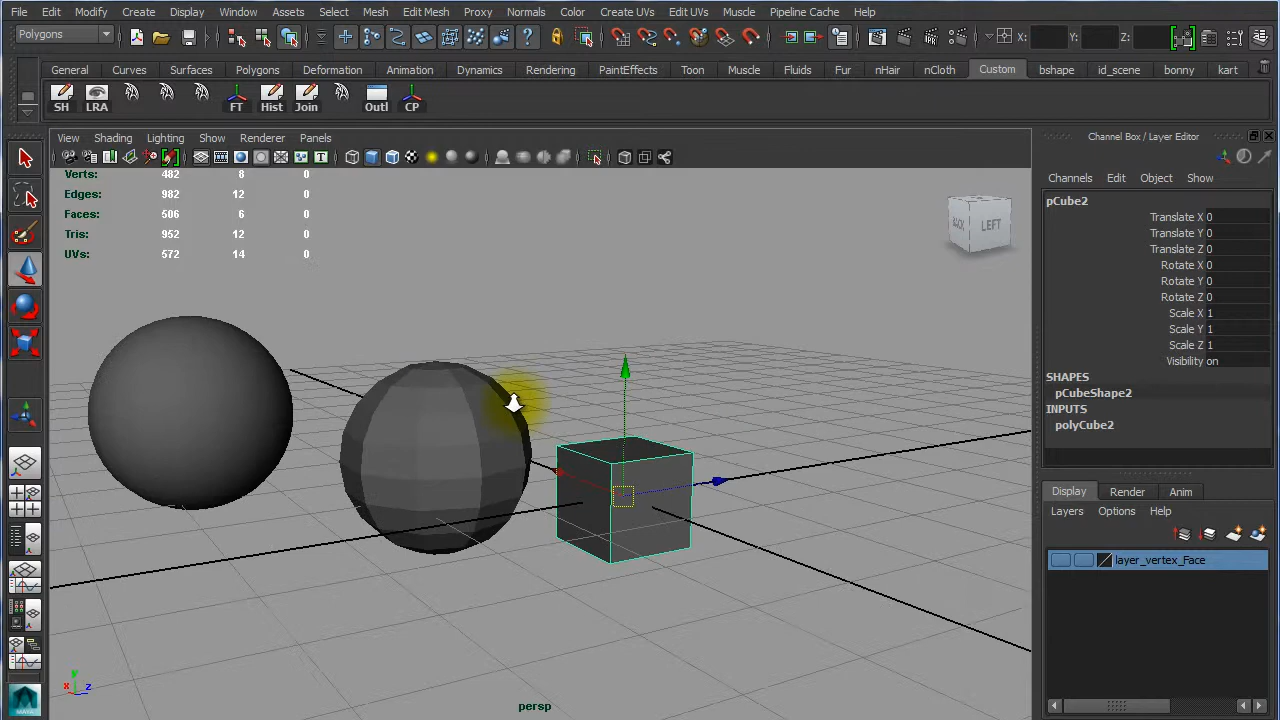 File Edit Modify Create Display Window Assets Select Mesh Edit Mesh Proxy Normals Color Create UVs Edit UVs Muscle Pipeline Cache Help
Polygons X: Y: Z:
General Curves Surfaces Polygons Deformation Animation Dynamics Rendering PaintEffects Toon Muscle Fluids Fur nHair nCloth Custom bshape id_scene bonny kart
SH LRA FT Hist Join Outl CP
View Shading Lighting Show Renderer Panels
Channel Box / Layer Editor
Channels Edit Object Show
Verts: 482 8 0
Edges: 982 12 0
Faces: 506 6 0
Tris: 952 12 0
UVs: 572 14 0
BACK LEFT
pCube2
Translate X 0
Translate Y 0
Translate Z 0
Rotate X 0
Rotate Y 0
Rotate Z 0
Scale X 1
Scale Y 1
Scale Z 1
Visibility on
SHAPES
pCubeShape2
INPUTS
polyCube2
Display Render Anim
Layers Options Help
layer_vertex_Face
y
x z
persp